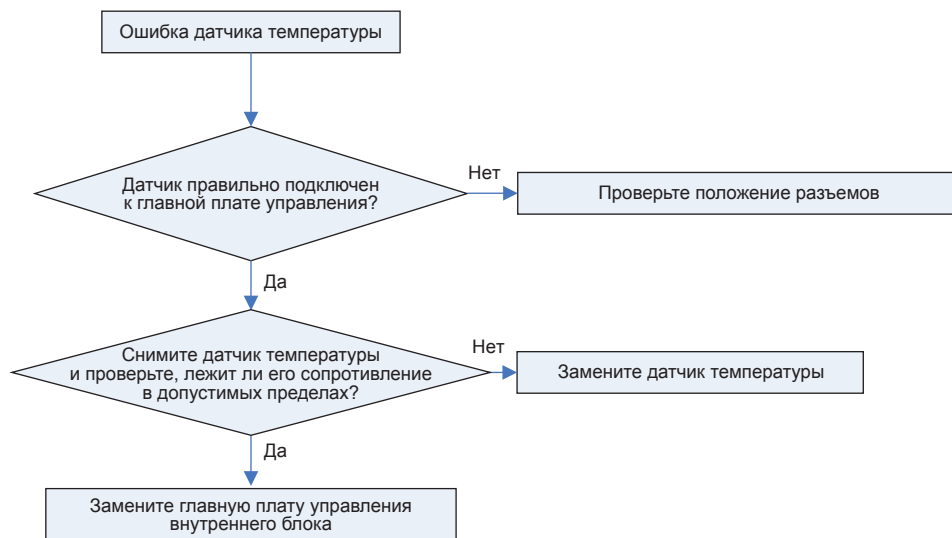 Ошибка датчика температуры
Датчик правильно подключен
к главной плате управления?
Нет
Проверьте положение разъемов
Да
Снимите датчик температуры
и проверьте, лежит ли его сопротивление
в допустимых пределах?
Нет
Замените датчик температуры
Да
Замените главную плату управления
внутреннего блока